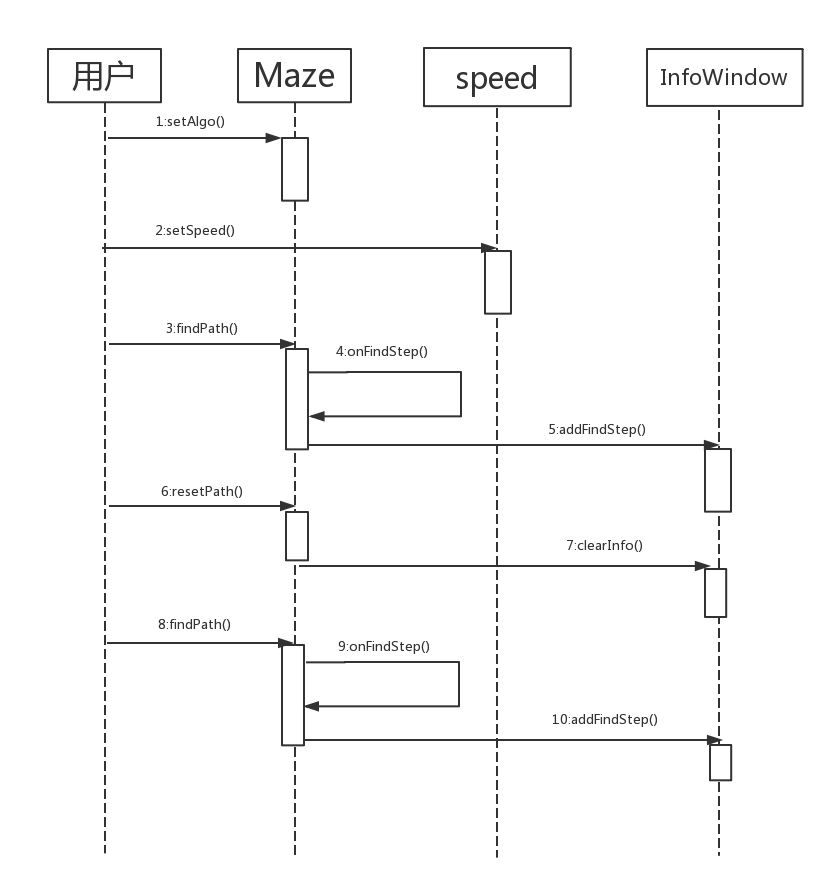 用户
Maze
speed
InfoWindow
1:setAlgo()
2:setSpeed()
3:findPath()
4:onFindStep()
5:addFindStep()
6:resetPath()
7:clearInfo()
8:findPath()
9:onFindStep()
10:addFindStep()